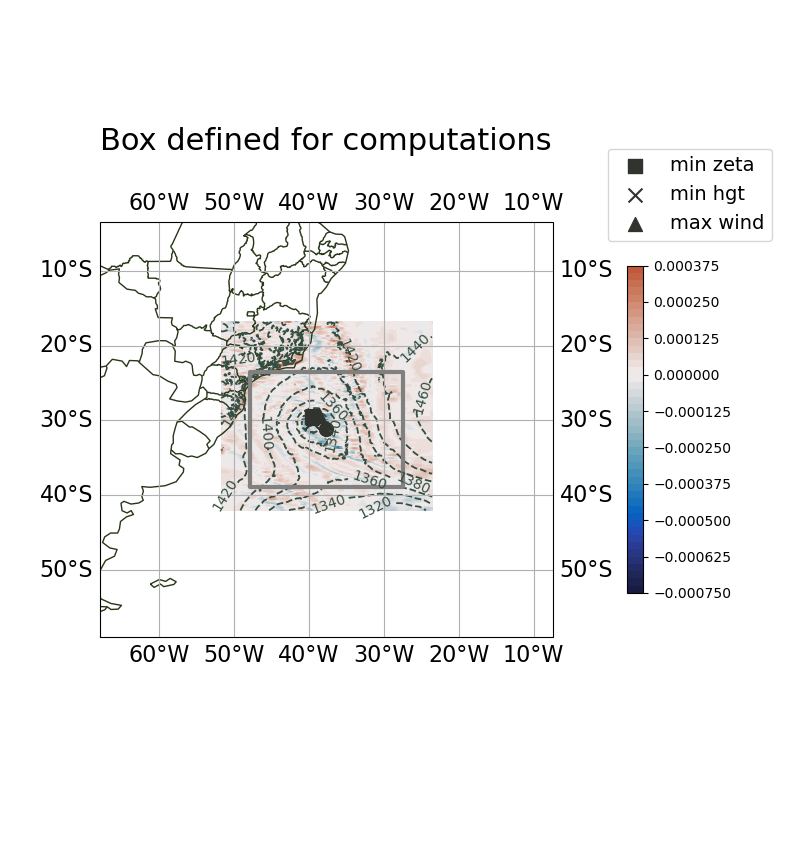 Box defined for computations
min zeta
min hgt
max wind
60°W 50°W 40°W 30°W 20°W 10°W
10°S 10°S
20°S 20°S
30°S 30°S
40°S 40°S
50°S 50°S
60°W 50°W 40°W 30°W 20°W 10°W
1420
1420
1440
1460
1360
1400
1360
1380
1420
1340
1320
0.000375
0.000250
0.000125
0.000000
−0.000125
−0.000250
−0.000375
−0.000500
−0.000625
−0.000750